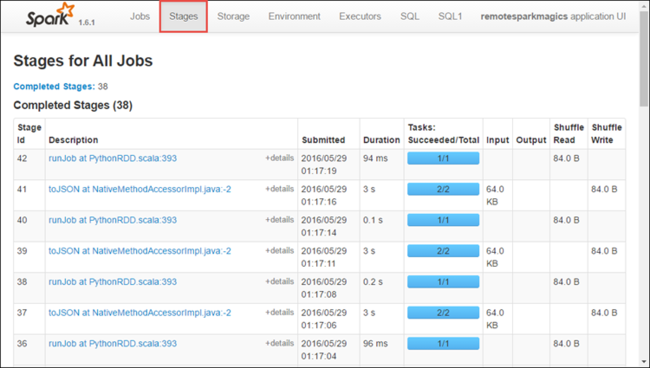 Spark 1.6.1 Jobs Stages Storage Environment Executors SQL SQL1 remotesparkmagics application UI
Stages for All Jobs
Completed Stages: 38
Completed Stages (38)
Stage Id Description Submitted Duration Tasks: Succeeded/Total Input Output Shuffle Read Shuffle Write
42 runJob at PythonRDD.scala:393 +details 2016/05/29 01:17:19 94 ms 1/1 84.0 B
41 toJSON at NativeMethodAccessorImpl.java:-2 +details 2016/05/29 01:17:16 3 s 2/2 64.0 KB 84.0 B
40 runJob at PythonRDD.scala:393 +details 2016/05/29 01:17:14 0.1 s 1/1 84.0 B
39 toJSON at NativeMethodAccessorImpl.java:-2 +details 2016/05/29 01:17:11 3 s 2/2 64.0 KB 84.0 B
38 runJob at PythonRDD.scala:393 +details 2016/05/29 01:17:08 0.2 s 1/1 84.0 B
37 toJSON at NativeMethodAccessorImpl.java:-2 +details 2016/05/29 01:17:06 3 s 2/2 64.0 KB 84.0 B
36 runJob at PythonRDD.scala:393 +details 2016/05/29 01:17:04 96 ms 1/1 84.0 B